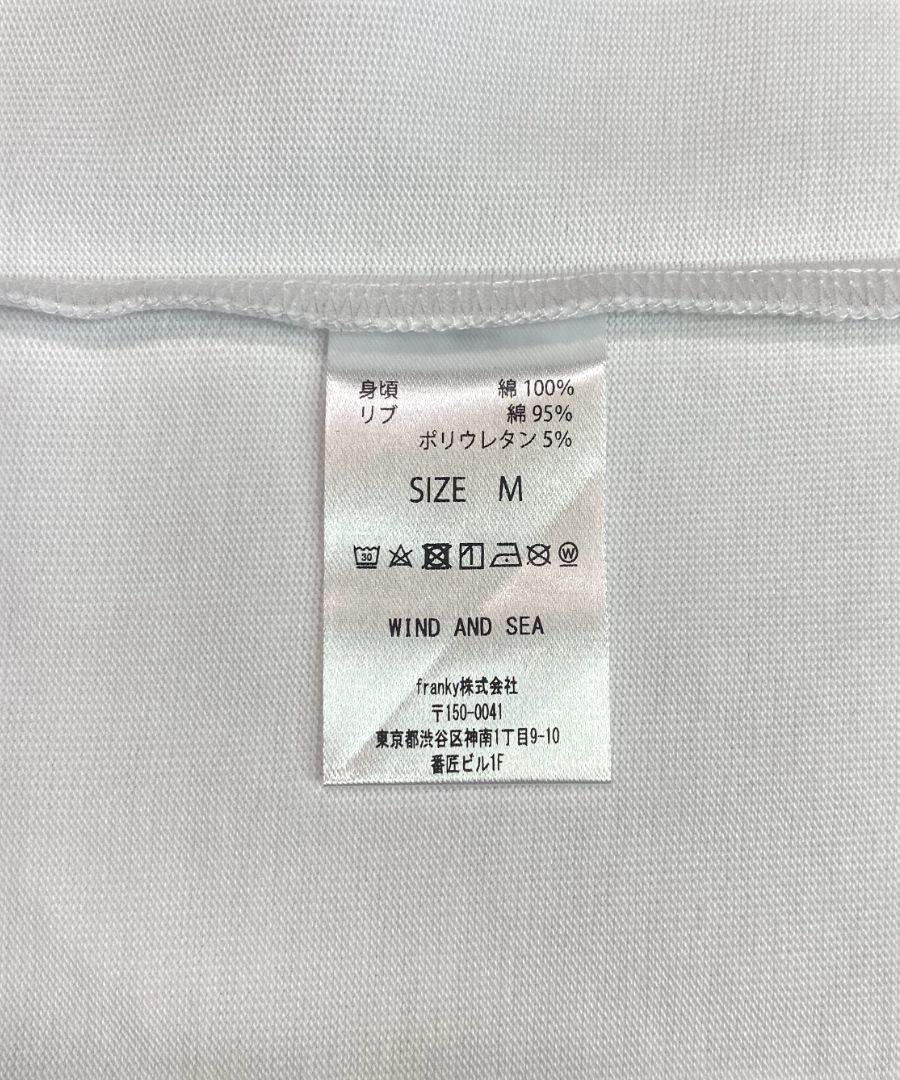 身頃 綿 100%
リブ 綿 95%
ポリウレタン 5%
SIZE M
30 W
WIND AND SEA
franky株式会社
〒150-0041
東京都渋谷区神南1丁目9-10
番匠ビル1F